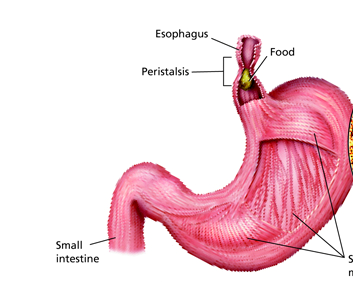 Esophagus
Food
Peristalsis
Small
intestine